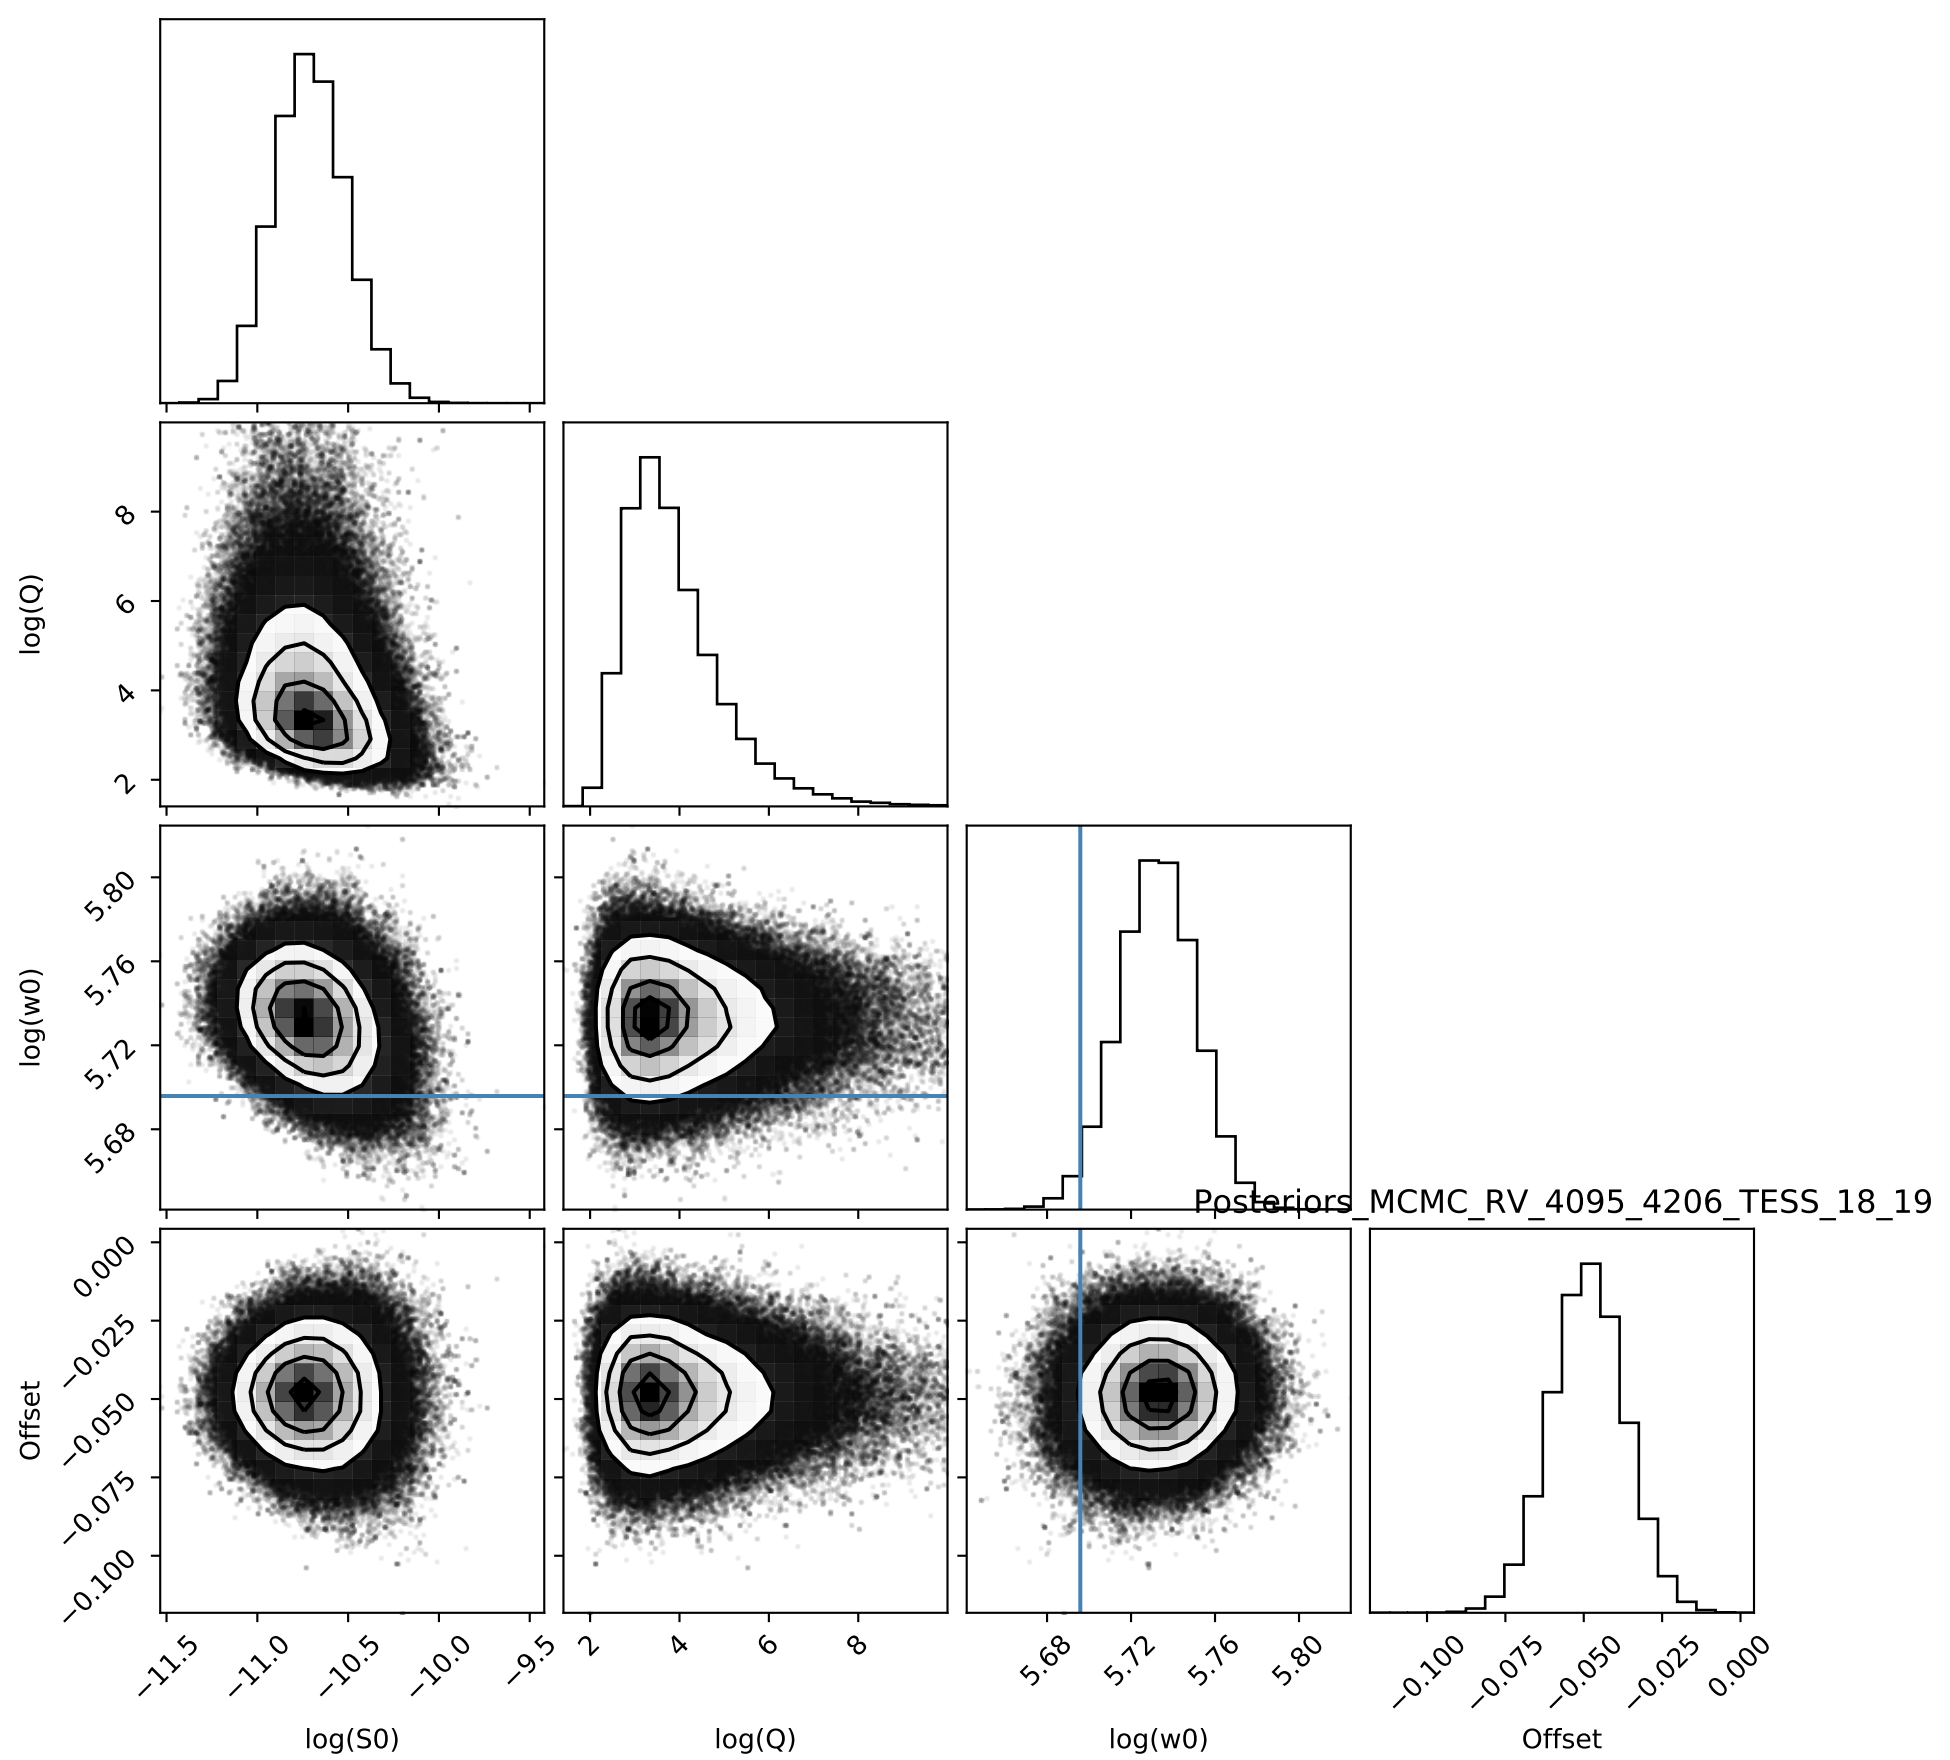 8
6
4
2
log(Q)
5.80
5.76
5.72
5.68
log(w0)
Posteriors_MCMC_RV_4095_4206_TESS_18_19
0.000
−0.025
−0.050
−0.075
−0.100
Offset
−11.5 −11.0 −10.5 −10.0 −9.5 2 4 6 8 5.68 5.72 5.76 5.80 −0.100 −0.075 −0.050 −0.025 0.000
log(S0) log(Q) log(w0) Offset